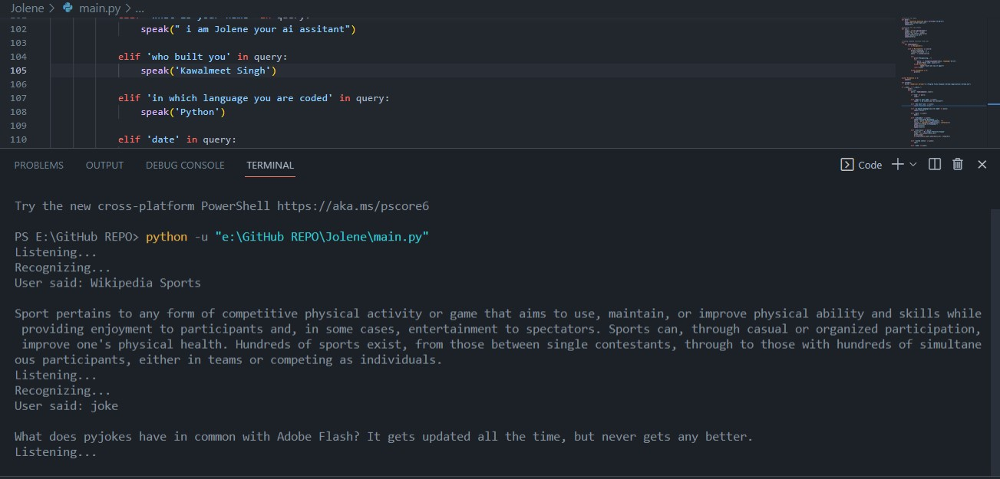 Jolene > main.py > ...
102 speak(" i am Jolene your ai assitant")
103
104 elif 'who built you' in query:
105 speak('Kawalmeet Singh')
106
107 elif 'in which language you are coded' in query:
108 speak('Python')
109
110 elif 'date' in query:
PROBLEMS OUTPUT DEBUG CONSOLE TERMINAL Code
Try the new cross-platform PowerShell https://aka.ms/pscore6
PS E:\GitHub REPO> python -u "e:\GitHub REPO\Jolene\main.py"
Listening...
Recognizing...
User said: Wikipedia Sports
Sport pertains to any form of competitive physical activity or game that aims to use, maintain, or improve physical ability and skills while
providing enjoyment to participants and, in some cases, entertainment to spectators. Sports can, through casual or organized participation,
improve one's physical health. Hundreds of sports exist, from those between single contestants, through to those with hundreds of simultane
ous participants, either in teams or competing as individuals.
Listening...
Recognizing...
User said: joke
What does pyjokes have in common with Adobe Flash? It gets updated all the time, but never gets any better.
Listening...